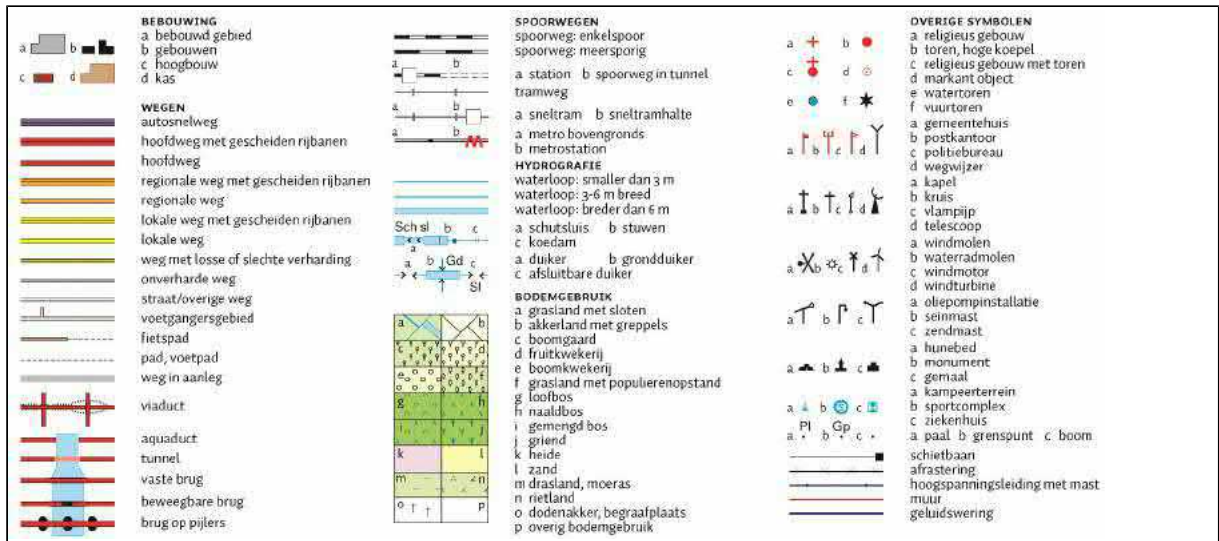 BEBOUWING
a bebouwd gebied
a b
b gebouwen
c hoogbouw
c d
d kas
WEGEN
autosnelweg
hoofdweg met gescheiden rijbanen
hoofdweg
regionale weg met gescheiden rijbanen
regionale weg
lokale weg met gescheiden rijbanen
lokale weg
weg met losse of slechte verharding
onverharde weg
straat/overige weg
voetgangersgebied
fietspad
pad, voetpad
weg in aanleg
viaduct
aquaduct
tunnel
vaste brug
beweegbare brug
brug op pijlers
SPOORWEGEN
spoorweg: enkelspoor
spoorweg: meersporig
a b
a station b spoorweg in tunnel
tramweg
a b
a sneltram b sneltramhalte
a b
a metro bovengronds
b metrostation
HYDROGRAFIE
waterloop: smaller dan 3 m
waterloop: 3-6 m breed
waterloop: breder dan 6 m
Sch sl b c
a
a schutsluis b stuwen
c koedam
a b Gd c
Sl
a duiker b grondduiker
c afsluitbare duiker
BODEMGEBRUIK
a b
a grasland met sloten
b akkerland met greppels
c d
c boomgaard
d fruitkwekerij
e f
e boomkwekerij
f grasland met populierenopstand
g h
g loofbos
h naaldbos
i j
i gemengd bos
j griend
k l
k heide
l zand
m n
m drasland, moeras
n rietland
o p
o dodenakker, begraafplaats
p overig bodemgebruik
OVERIGE SYMBOLEN
a b
a religieus gebouw
b toren, hoge koepel
c d
c religieus gebouw met toren
d markant object
e f
e watertoren
f vuurtoren
a b c d
a gemeentehuis
b postkantoor
c politiebureau
d wegwijzer
a b c d
a kapel
b kruis
c vlampijp
d telescoop
a b c d
a windmolen
b waterradmolen
c windmotor
d windturbine
a b c
a oliepompinstallatie
b seinmast
c zendmast
a b c
a hunebed
b monument
c gemaal
a b c
a kampeerterrein
b sportcomplex
c ziekenhuis
Pl Gp
a b c
a paal b grenspunt c boom
schietbaan
afrastering
hoogspanningsleiding met mast
muur
geluidswering